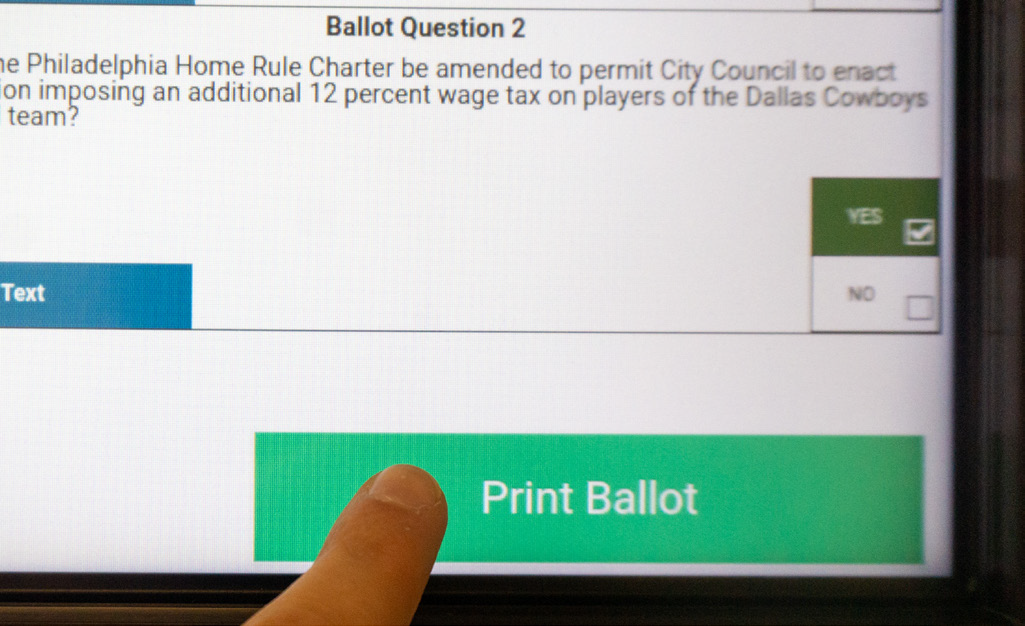 Ballot Question 2
he Philadelphia Home Rule Charter be amended to permit City Council to enact
ion imposing an additional 12 percent wage tax on players of the Dallas Cowboys
team?
YES
Text
NO
Print Ballot